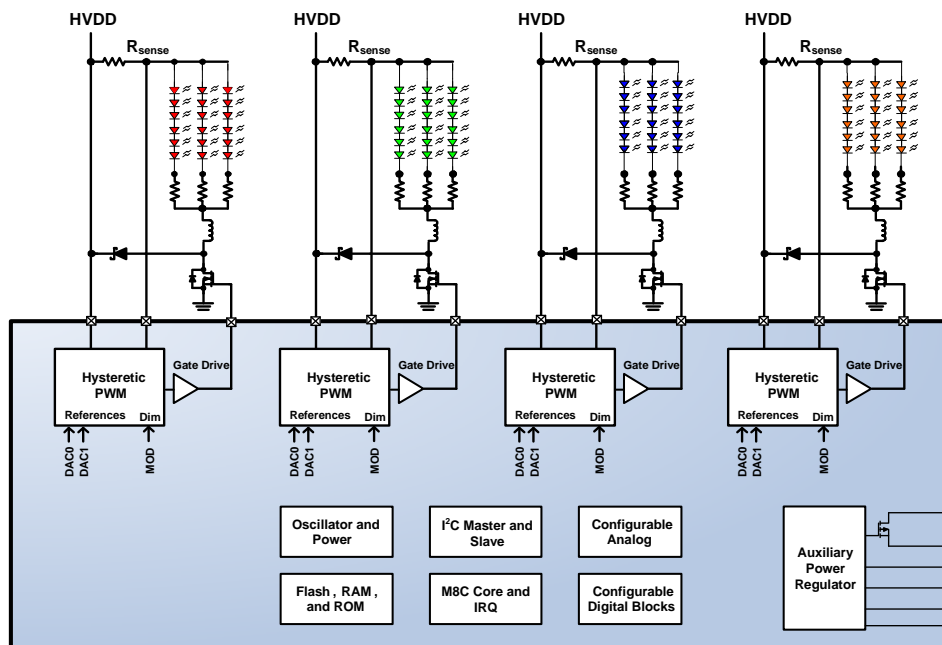 HVDD HVDD HVDD HVDD
Rsense Rsense Rsense Rsense
Gate Drive Gate Drive Gate Drive Gate Drive
Hysteretic PWM Hysteretic PWM Hysteretic PWM Hysteretic PWM
References Dim References Dim References Dim References Dim
DAC0 DAC1 MOD DAC0 DAC1 MOD DAC0 DAC1 MOD DAC0 DAC1 MOD
Oscillator and
Power
I²C Master and
Slave
Configurable
Analog
Flash , RAM ,
and ROM
M8C Core and
IRQ
Configurable
Digital Blocks
Auxiliary
Power
Regulator